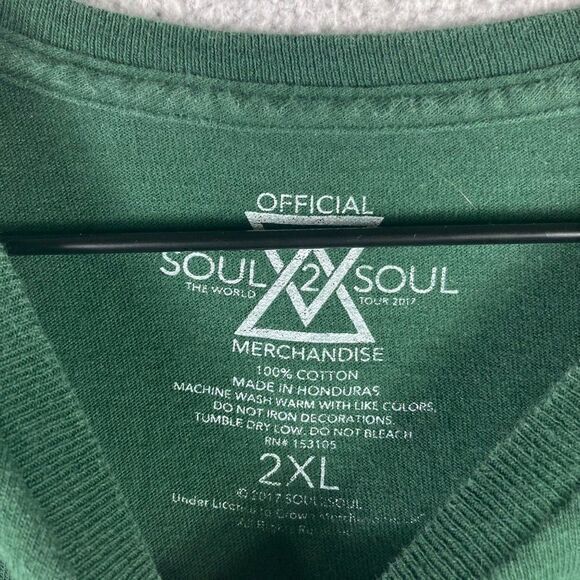 OFFICIAL
SOUL 2 SOUL
THE WORLD TOUR 2017
MERCHANDISE
100% COTTON
MADE IN HONDURAS
MACHINE WASH WARM WITH LIKE COLORS,
DO NOT IRON DECORATIONS,
TUMBLE DRY LOW, DO NOT BLEACH
RN# 153105
2XL
© 2017 SOUL2SOUL
Under License to Crown
All